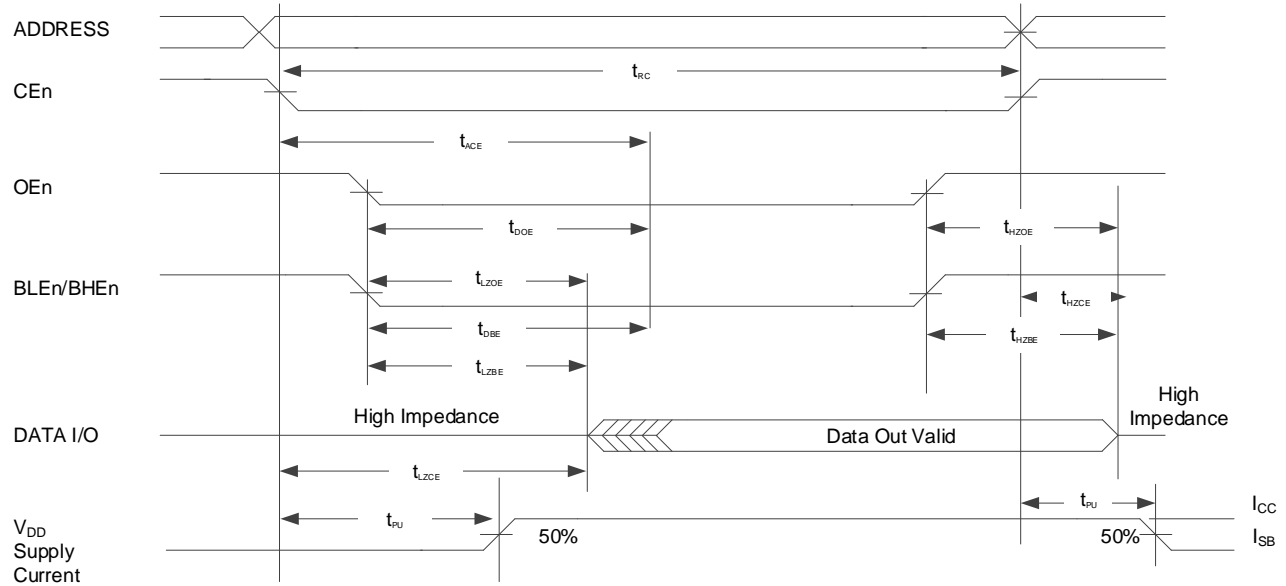 ADDRESS
tRC
CEn
tACE
OEn
tDOE
tHZOE
BLEn/BHEn
tLZOE
tHZCE
tDBE
tHZBE
tLZBE
High Impedance
High
Impedance
DATA I/O
Data Out Valid
tLZCE
tPU
tPU
ICC
VDD
Supply
Current
50%
50%
ISB